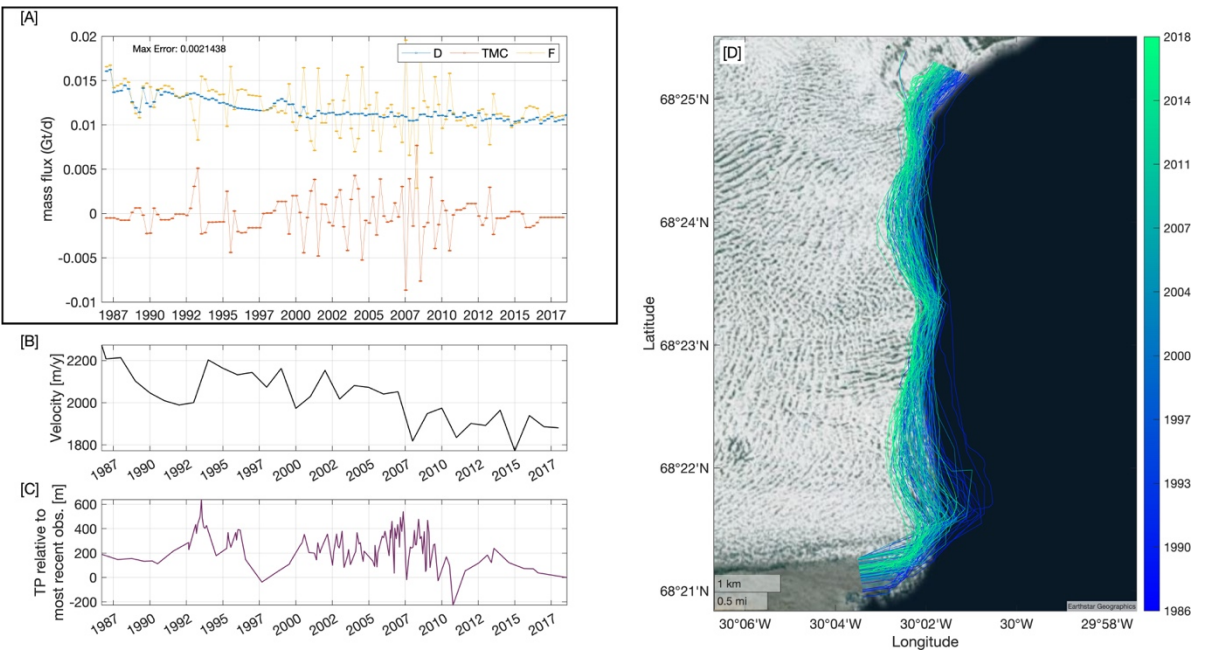 [A]
0.02
0.015
0.01
0.005
0
-0.005
-0.01
mass flux (Gt/d)
Max Error: 0.0021438
D TMC F
1987 1990 1992 1995 1997 2000 2002 2005 2007 2010 2012 2015 2017
[B]
2200
2000
1800
Velocity [m/y]
1987 1990 1992 1995 1997 2000 2002 2005 2007 2010 2012 2015 2017
[C]
600
400
200
0
-200
TP relative to
most recent obs. [m]
1987 1990 1992 1995 1997 2000 2002 2005 2007 2010 2012 2015 2017
[D]
68°25'N
68°24'N
68°23'N
68°22'N
68°21'N
Latitude
1 km
0.5 mi
Earthstar Geographics
30°06'W 30°04'W 30°02'W 30°W 29°58'W
Longitude
2018
2014
2011
2007
2004
2000
1997
1993
1990
1986